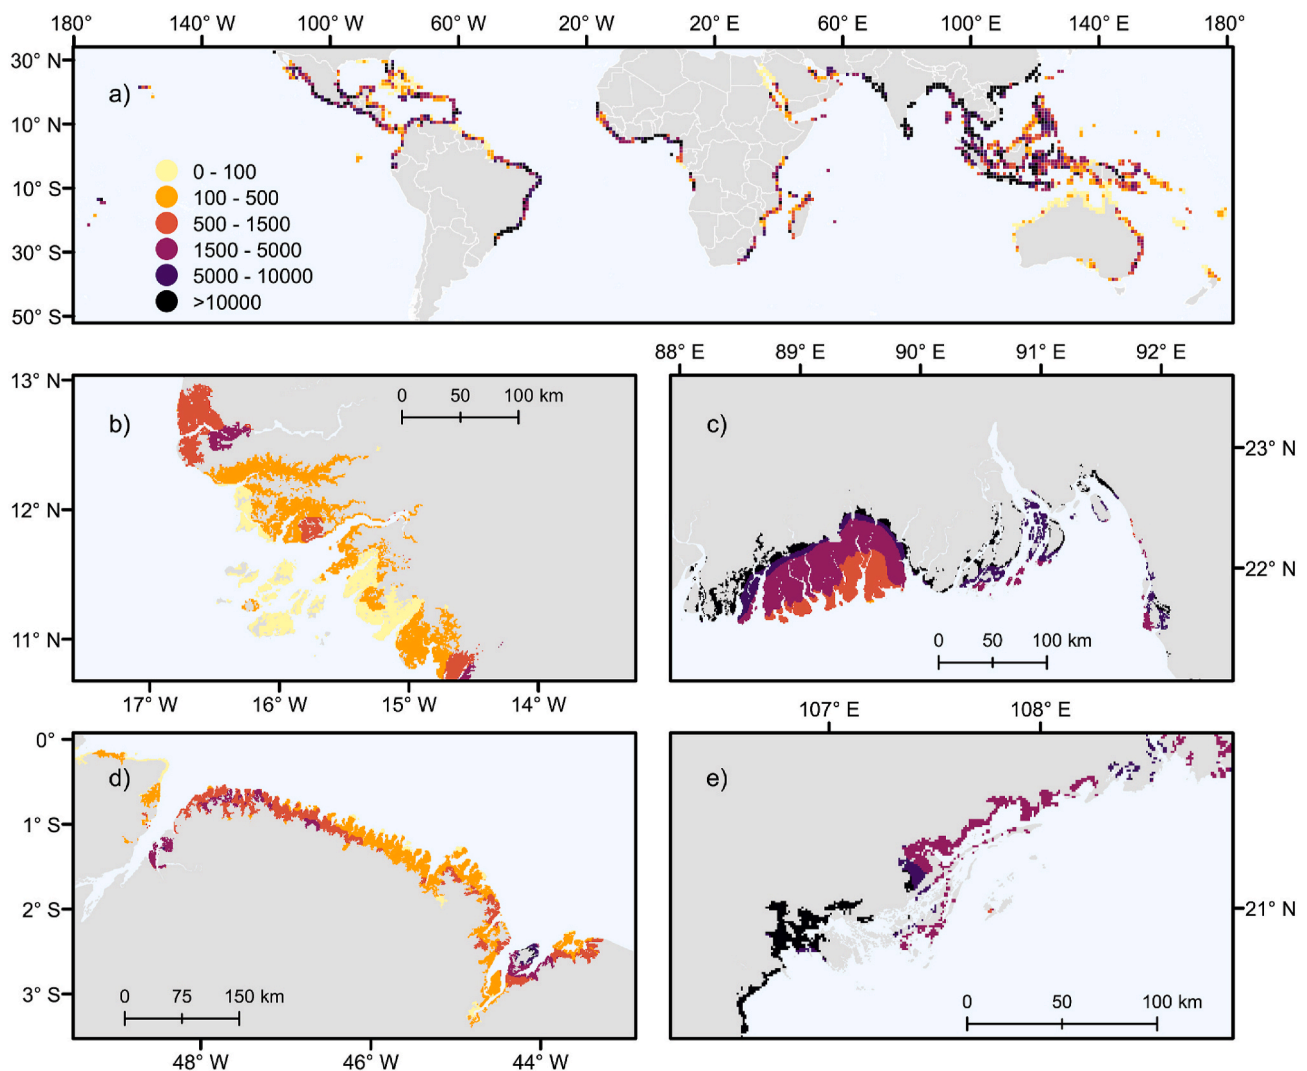 180° 140° W 100° W 60° W 20° W 20° E 60° E 100° E 140° E 180°
30° N
10° N
10° S
30° S
50° S
a)
0 - 100
100 - 500
500 - 1500
1500 - 5000
5000 - 10000
>10000
13° N
12° N
11° N
b)
0 50 100 km
17° W 16° W 15° W 14° W
88° E 89° E 90° E 91° E 92° E
c)
23° N
22° N
0 50 100 km
0°
1° S
2° S
3° S
d)
0 75 150 km
48° W 46° W 44° W
107° E 108° E
e)
21° N
0 50 100 km